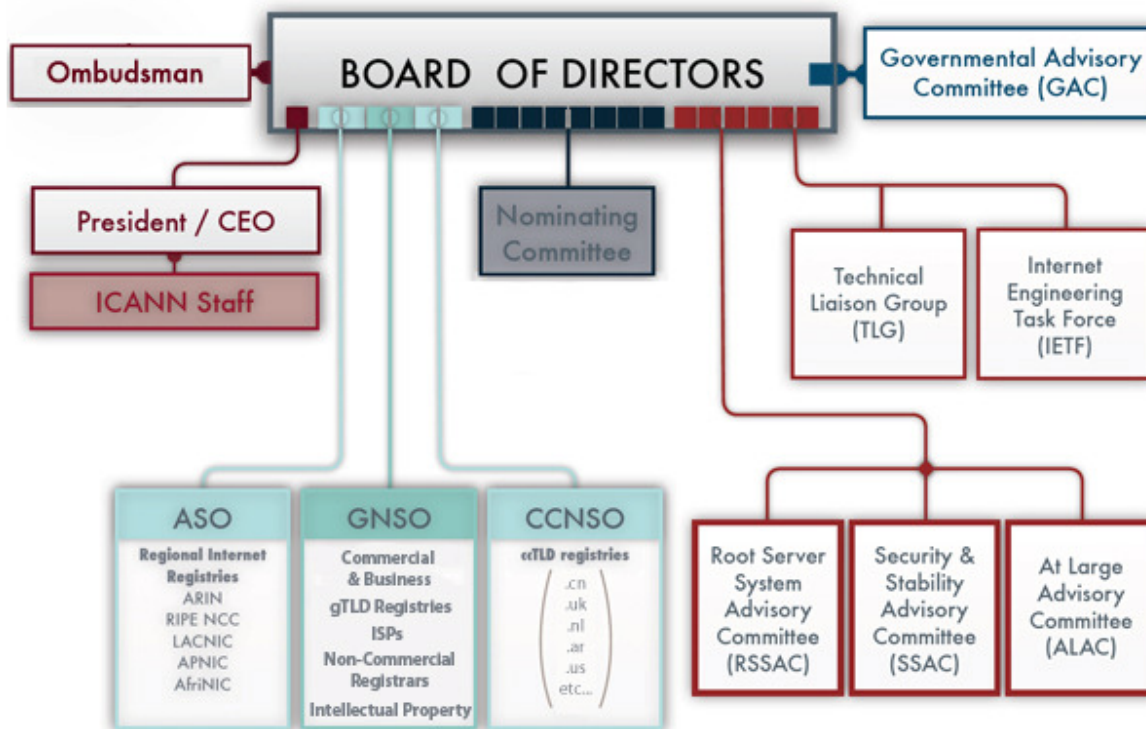 Ombudsman
BOARD OF DIRECTORS
Governmental Advisory
Committee (GAC)
President / CEO
ICANN Staff
Nominating
Committee
Technical
Liaison Group
(TLG)
Internet
Engineering
Task Force
(IETF)
ASO
Regional Internet
Registries
ARIN
RIPE NCC
LACNIC
APNIC
AfriNIC
GNSO
Commercial
& Business
gTLD Registries
ISPs
Non-Commercial
Registrars
Intellectual Property
CCNSO
ccTLD registries
.cn
.uk
.nl
.ar
.us
etc...
Root Server
System
Advisory
Committee
(RSSAC)
Security &
Stability
Advisory
Committee
(SSAC)
At Large
Advisory
Committee
(ALAC)